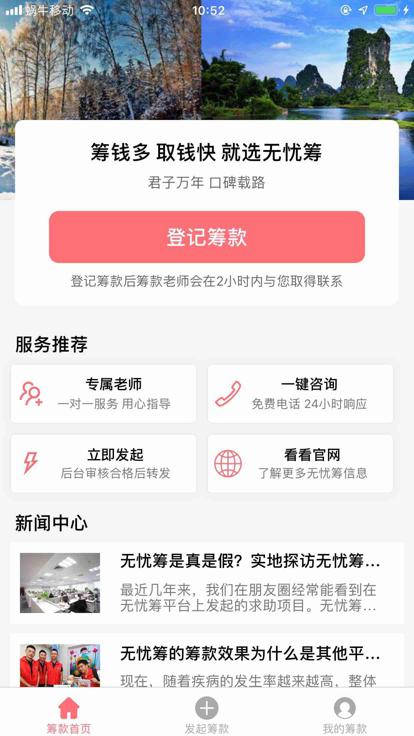 蜗牛移动
10:52
筹钱多 取钱快 就选无忧筹
君子万年 口碑载路
登记筹款
登记筹款后筹款老师会在2小时内与您取得联系
服务推荐
专属老师
一对一服务 用心指导
一键咨询
免费电话 24小时响应
立即发起
后台审核合格后转发
看看官网
了解更多无忧筹信息
新闻中心
无忧筹是真是假？实地探访无忧筹...
最近几年来，我们在朋友圈经常能看到在
无忧筹平台上发起的求助项目。无忧筹...
无忧筹的筹款效果为什么是其他平...
现在，随着疾病的发生率越来越高，整体
筹款首页
发起筹款
我的筹款